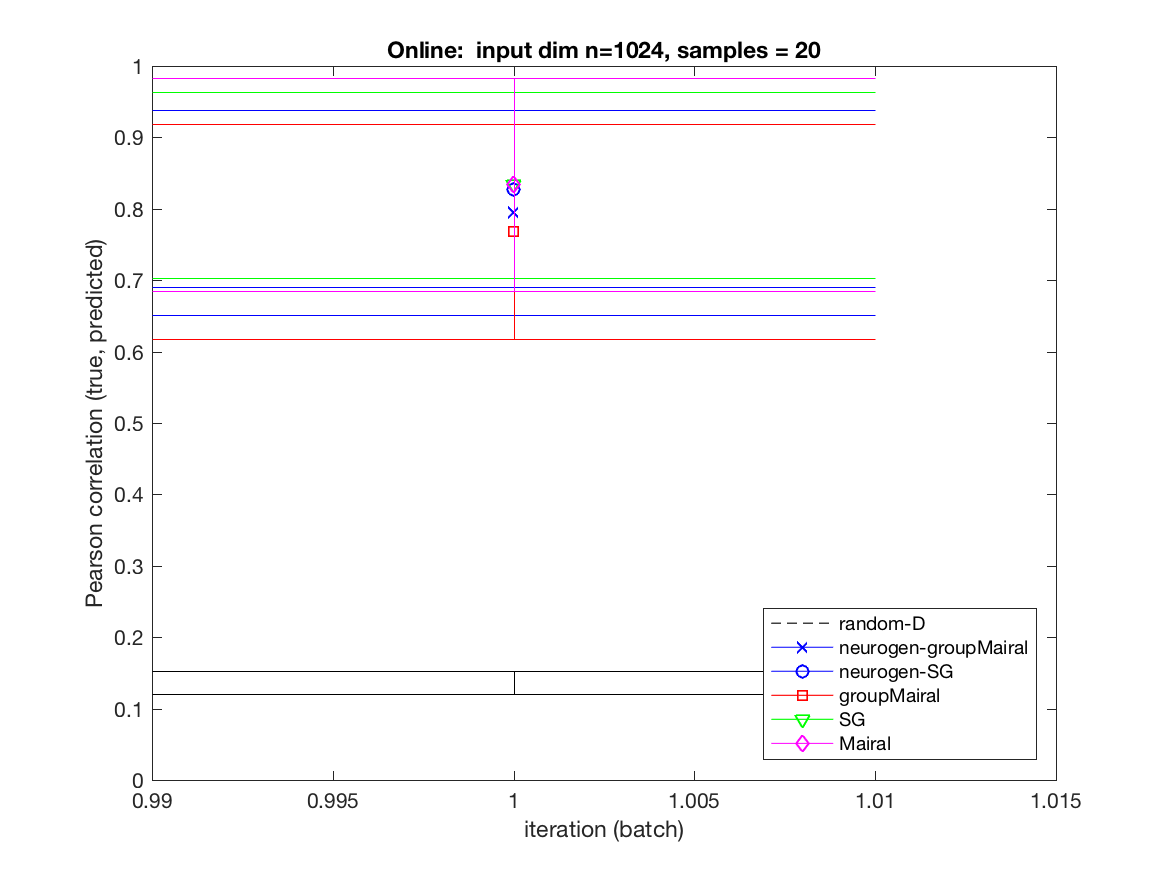 Online:  input dim n=1024, samples = 20
Pearson correlation (true, predicted)
1
0.9
0.8
0.7
0.6
0.5
0.4
0.3
0.2
0.1
0
random-D
neurogen-groupMairal
neurogen-SG
groupMairal
SG
Mairal
0.99
0.995
1
1.005
1.01
1.015
iteration (batch)